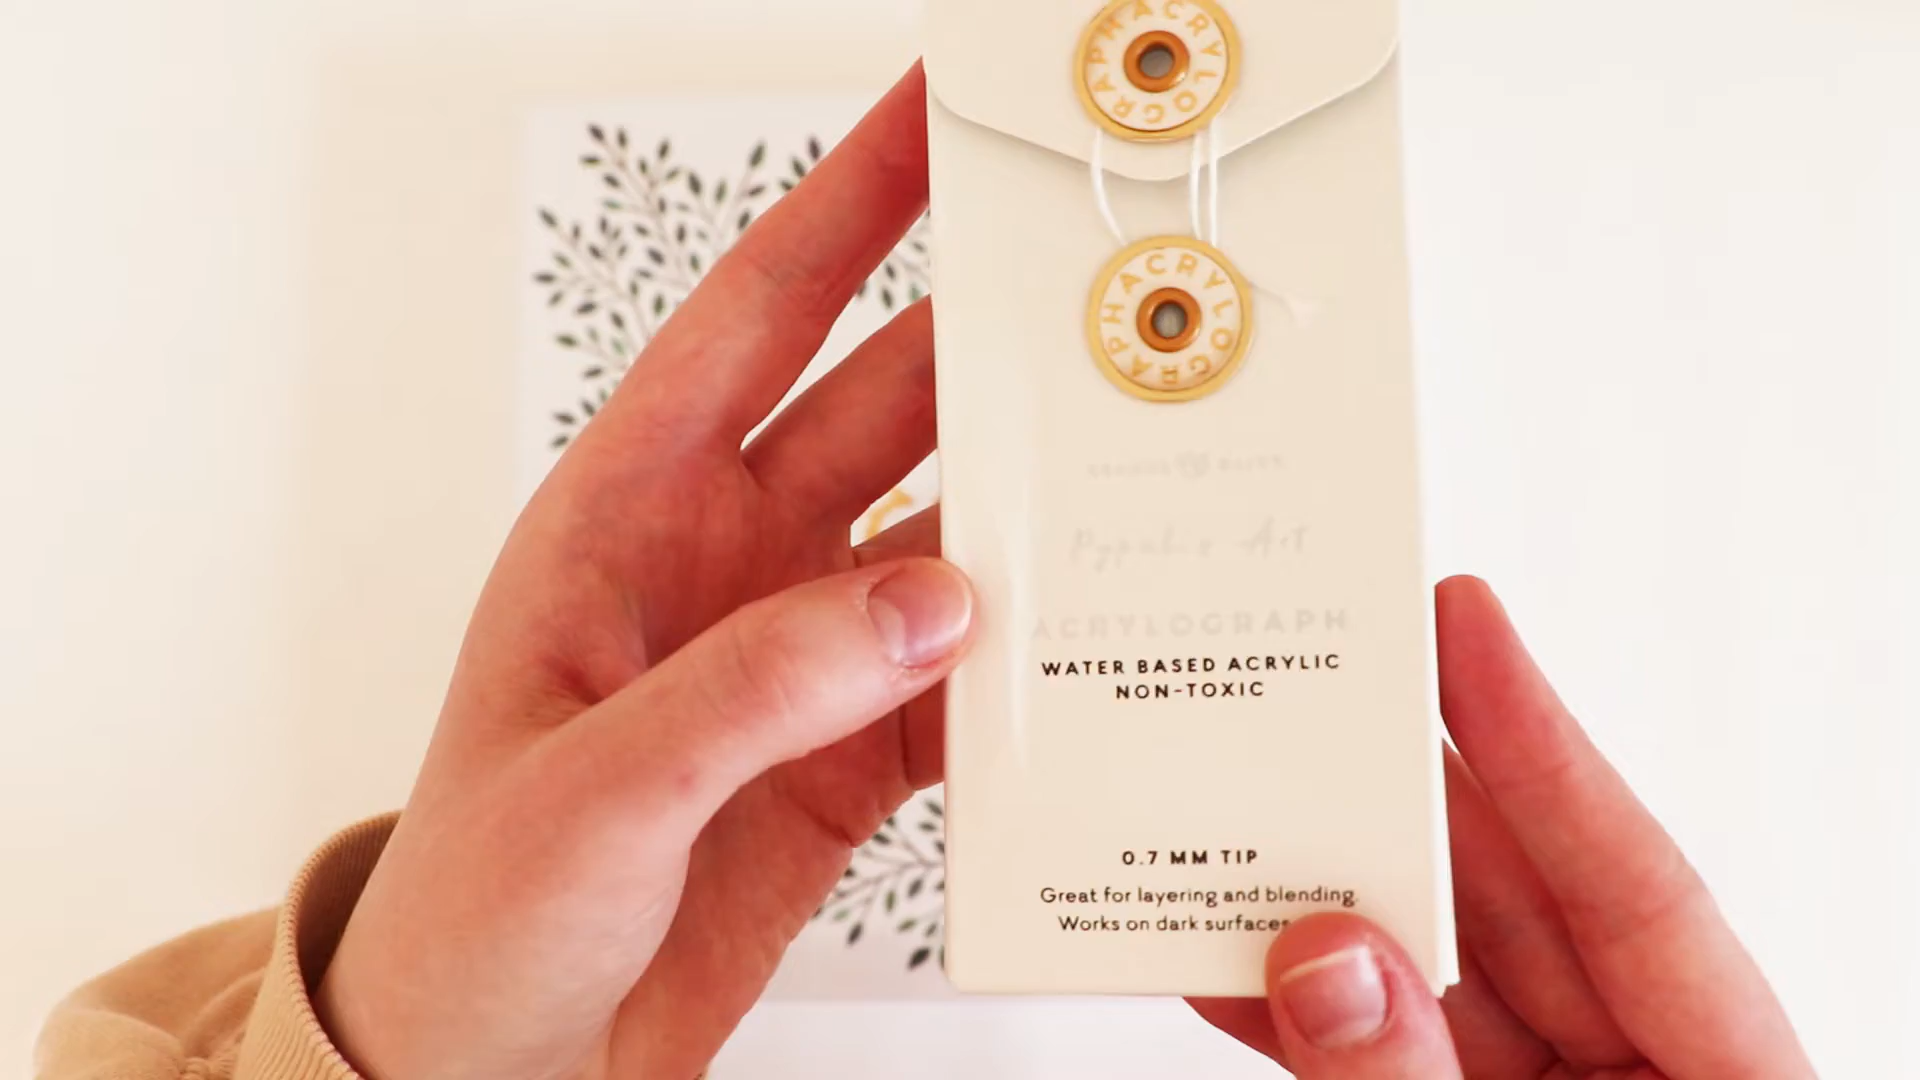 ACRYLOGRAPH
ACRYLOGRAPH
Art
ACRYLOGRAPH
WATER BASED ACRYLIC
NON-TOXIC
0.7 MM TIP
Great for layering and blending.
Works on dark surfaces